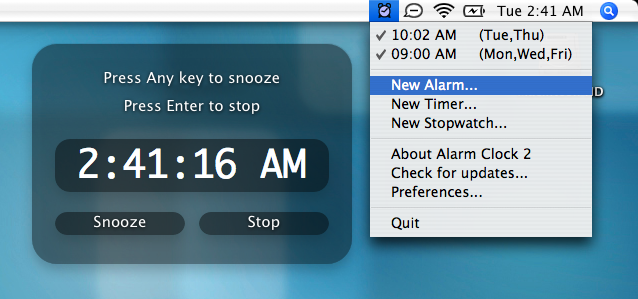 Tue 2:41 AM
Press Any key to snooze
Press Enter to stop
2:41:16 AM
Snooze
Stop
✓ 10:02 AM (Tue,Thu)
✓ 09:00 AM (Mon,Wed,Fri)
New Alarm...
New Timer...
New Stopwatch...
About Alarm Clock 2
Check for updates...
Preferences...
Quit